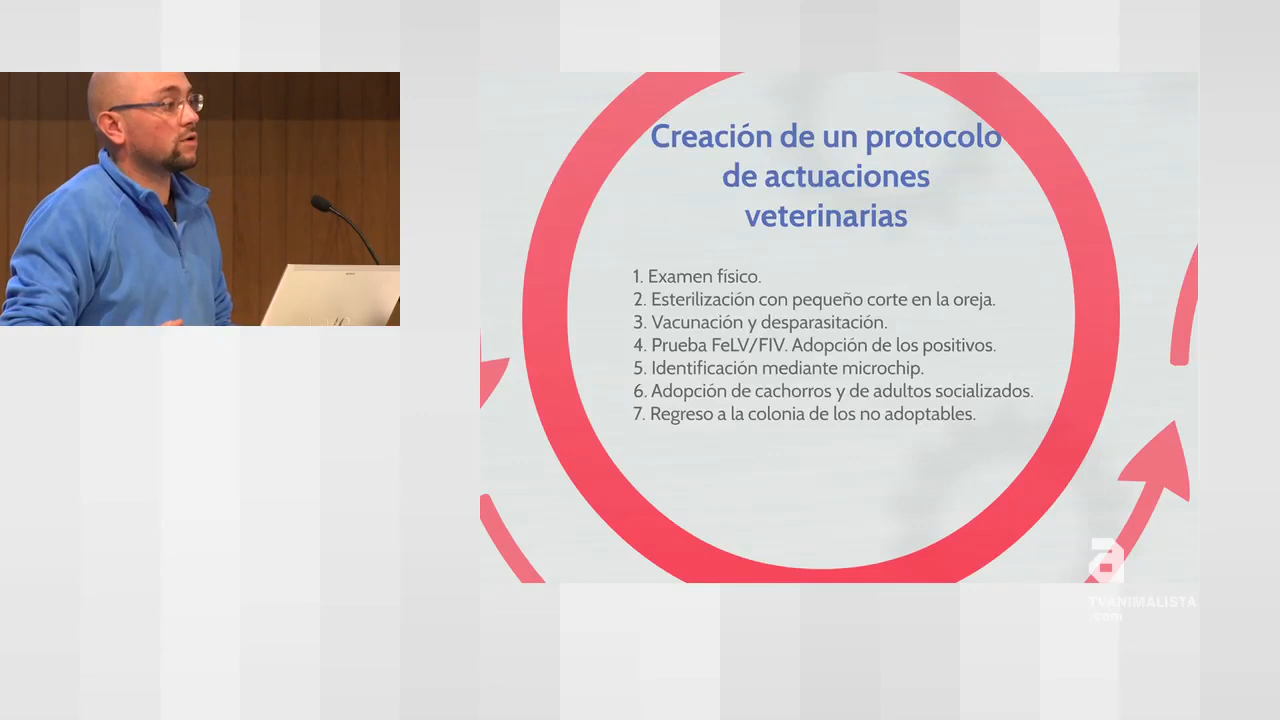 Creación de un protocolo
de actuaciones
veterinarias
1. Examen físico.
2. Esterilización con pequeño corte en la oreja.
3. Vacunación y desparasitación.
4. Prueba FeLV/FIV. Adopción de los positivos.
5. Identificación mediante microchip.
6. Adopción de cachorros y de adultos socializados.
7. Regreso a la colonia de los no adoptables.
TVANIMALISTA
.com